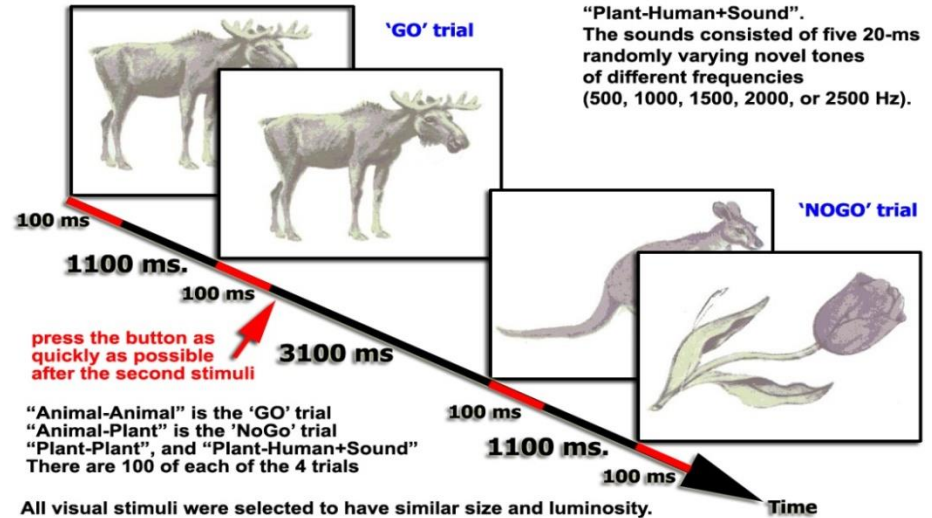 'GO' trial
"Plant-Human+Sound".
The sounds consisted of five 20-ms
randomly varying novel tones
of different frequencies
(500, 1000, 1500, 2000, or 2500 Hz).
'NOGO' trial
100 ms
1100 ms.
100 ms
press the button as
quickly as possible
after the second stimuli
3100 ms
100 ms
1100 ms.
100 ms
Time
"Animal-Animal" is the 'GO' trial
"Animal-Plant" is the 'NoGo' trial
"Plant-Plant", and "Plant-Human+Sound"
There are 100 of each of the 4 trials
All visual stimuli were selected to have similar size and luminosity.